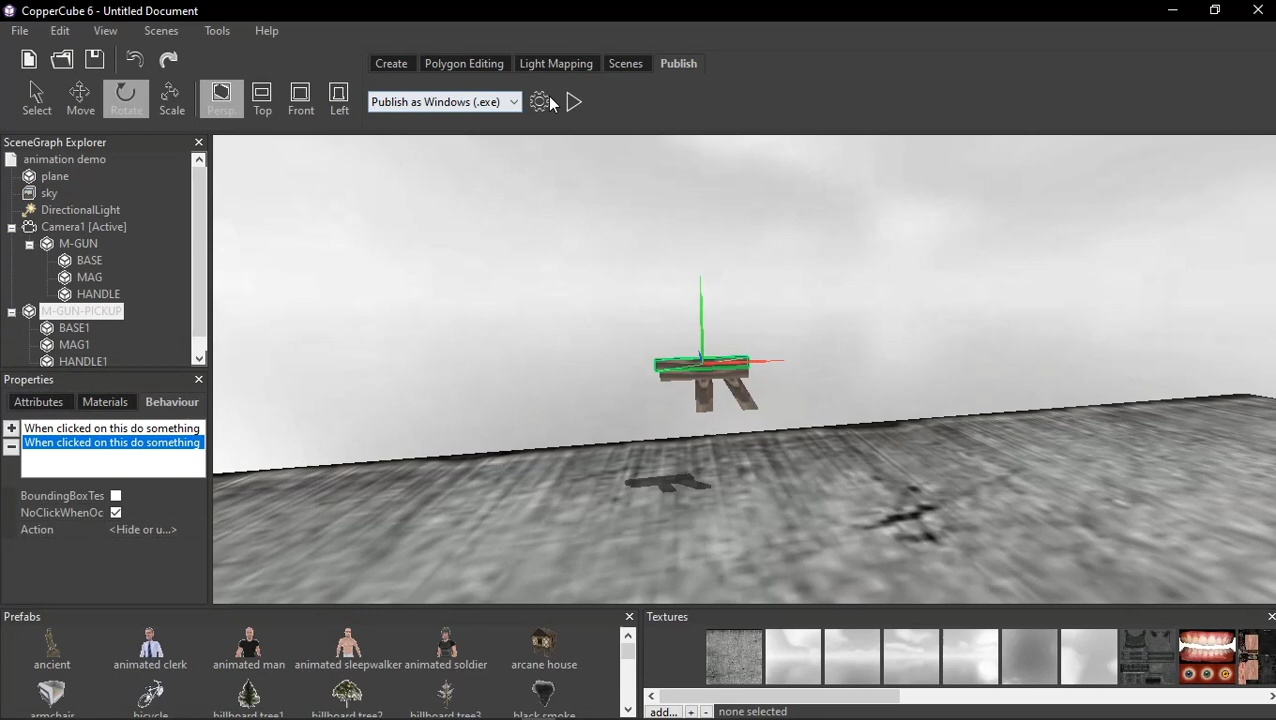 CopperCube 6 - Untitled Document
File Edit View Scenes Tools Help
Create Polygon Editing Light Mapping Scenes Publish
Select Move Rotate Scale Persp. Top Front Left
Publish as Windows (.exe)
SceneGraph Explorer
animation demo
plane
sky
DirectionalLight
Camera1 [Active]
M-GUN
BASE
MAG
HANDLE
M-GUN-PICKUP
BASE1
MAG1
HANDLE1
Properties
Attributes Materials Behaviour
When clicked on this do something
When clicked on this do something
BoundingBoxTes
NoClickWhenOc
Action <Hide or u...>
Prefabs
ancient animated clerk animated man animated sleepwalker animated soldier arcane house
armchair bicycle billboard tree1 billboard tree2 billboard tree3 black smoke
Textures
add... + - none selected